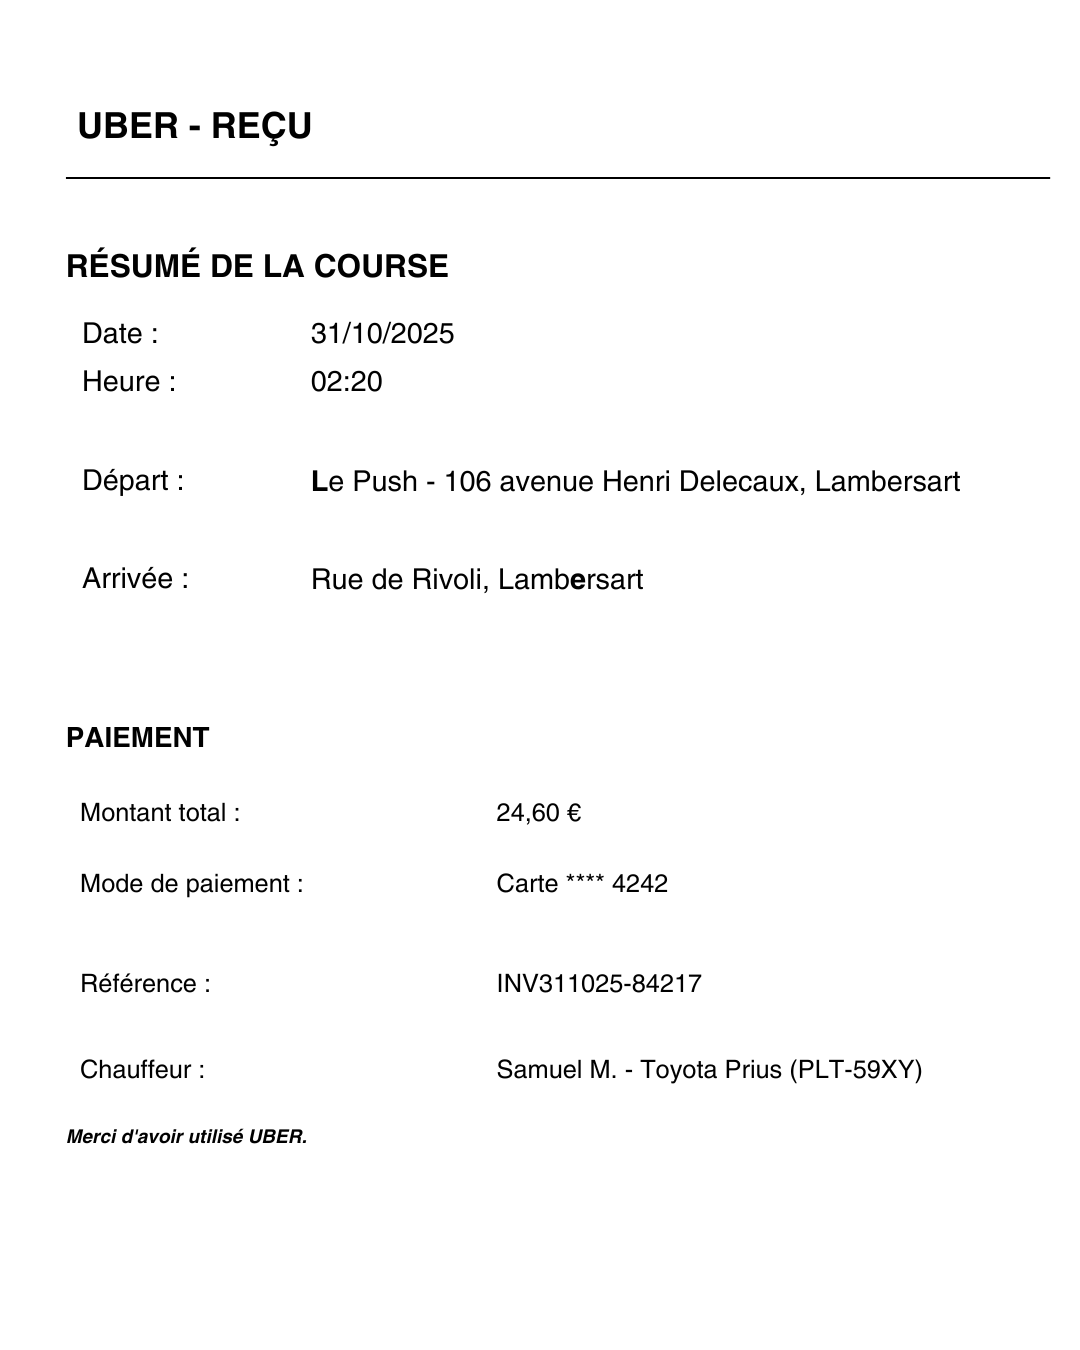 UBER - REÇU
RÉSUMÉ DE LA COURSE
Date : 31/10/2025
Heure : 02:20
Départ : Le Push - 106 avenue Henri Delecaux, Lambersart
Arrivée : Rue de Rivoli, Lambersart
PAIEMENT
Montant total : 24,60 €
Mode de paiement : Carte **** 4242
Référence : INV311025-84217
Chauffeur : Samuel M. - Toyota Prius (PLT-59XY)
Merci d'avoir utilisé UBER.